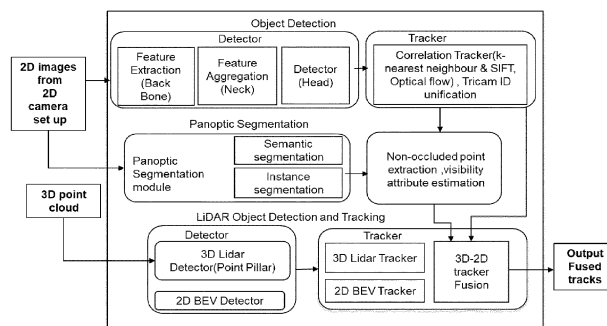 Object Detection
Detector
Feature
Extraction
(Back
Bone)
Feature
Aggregation
(Neck)
Detector
(Head)
Tracker
Correlation Tracker(k-
nearest neighbour & SIFT,
Optical flow) , Tricam ID
unification
2D images
from
2D
camera
set up
Panoptic Segmentation
Panoptic
Segmentation
module
Semantic
segmentation
Instance
segmentation
Non-occluded point
extraction ,visibility
attribute estimation
3D point
cloud
LiDAR Object Detection and Tracking
Detector
3D Lidar
Detector(Point Pillar)
2D BEV Detector
Tracker
3D Lidar Tracker
2D BEV Tracker
3D-2D
tracker
Fusion
Output
Fused
tracks